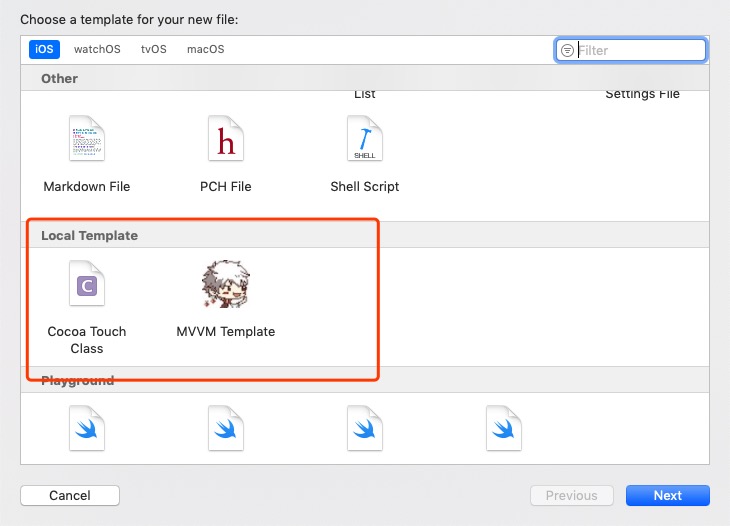 Choose a template for your new file:
iOS watchOS tvOS macOS
Filter
Other
List Settings File
h
SHELL
Markdown File PCH File Shell Script
Local Template
C
Cocoa Touch MVVM Template
Class
Playground
Cancel Previous Next